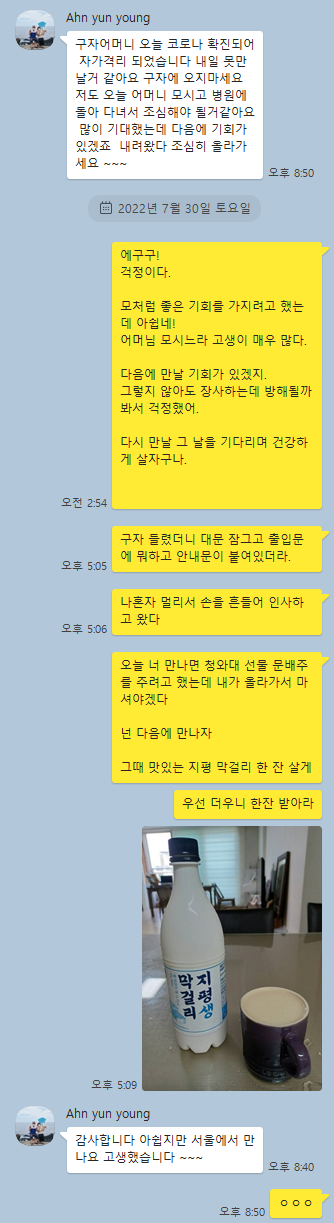 Ahn yun young
구자어머니 오늘 코로나 확진되어
자가격리 되었습니다 내일 못만
날거 같아요 구자에 오지마세요
저도 오늘 어머니 모시고 병원에
돌아 다녀서 조심해야 될거같아요
많이 기대했는데 다음에 기회가
있겠죠 내려왔다 조심히 올라가
세요 ~~~
오후 8:50
2022년 7월 30일 토요일
에구구!
걱정이다.
모처럼 좋은 기회를 가지려고 했는
데 아쉽네!
어머님 모시느라 고생이 매우 많다.
다음에 만날 기회가 있겠지.
그렇지 않아도 장사하는데 방해될까
봐서 걱정했어.
다시 만날 그 날을 기다리며 건강하
게 살자구나.
오전 2:54
구자 들렸더니 대문 잠그고 출입문
에 뭐하고 안내문이 붙여있더라.
오후 5:05
나혼자 멀리서 손을 흔들어 인사하
고 왔다
오후 5:06
오늘 너 만나면 청와대 선물 문배주
를 주려고 했는데 내가 올라가서 마
셔야겠다
넌 다음에 만나자
그때 맛있는 지평 막걸리 한 잔 살게
우선 더우니 한잔 받아라
지평생
막걸리
오후 5:09
Ahn yun young
감사합니다 아쉽지만 서울에서 만
나요 고생했습니다 ~~~
오후 8:40
ㅇㅇㅇ
오후 8:50